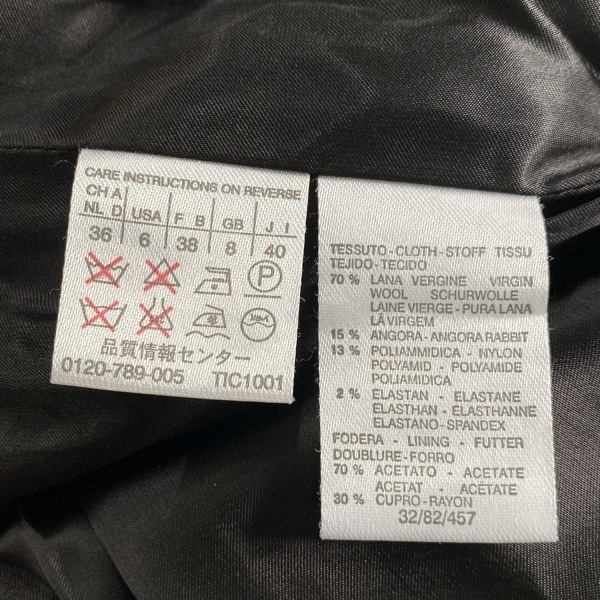 CARE INSTRUCTIONS ON REVERSE
CH A
NL D USA F B GB J I
36 6 38 8 40
P
品質情報センター
0120-789-005 TIC1001
TESSUTO-CLOTH-STOFF TISSU
TEJIDO-TECIDO
70 % LANA VERGINE VIRGIN
WOOL SCHURWOLLE
LAINE VIERGE-PURA LANA
LÃ VIRGEM
15 % ANGORA-ANGORA RABBIT
13 % POLIAMMIDICA - NYLON
POLYAMID - POLYAMIDE
POLIAMIDICA
2 % ELASTAN - ELASTANE
ELASTHAN - ELASTHANNE
ELASTANO-SPANDEX
FODERA - LINING - FUTTER
DOUBLURE-FORRO
70 % ACETATO - ACETATE
ACETAT - ACÉTATE
30 % CUPRO-RAYON
32/82/457